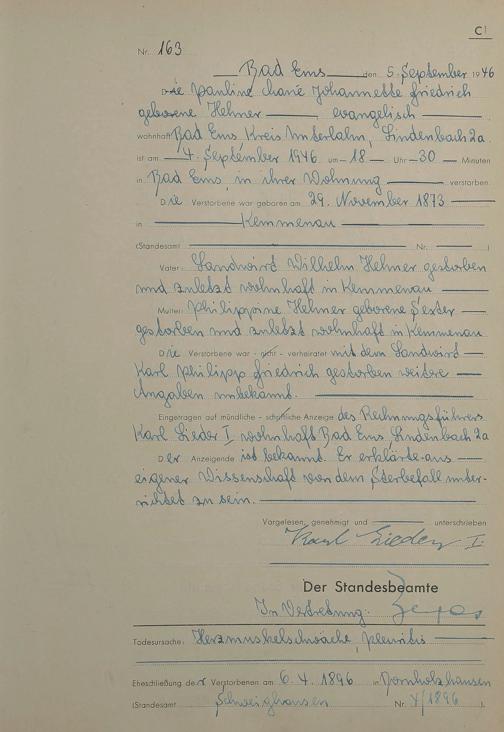 C1
Nr. 163
Bad Ems den 5. September 1946
Die Pauline Johannette Friedrich
geborene Hehner evangelisch
wohnhaft Bad Ems Kreis Unterlahn, Lindenbach 2a
ist am 4. September 1946 um 18 Uhr 30 Minuten
in Bad Ems, in ihrer Wohnung verstorben.
Die Verstorbene war geboren am 29. November 1873
in Kemmenau
(Standesamt Nr. )
Vater: Landwirt Wilhelm Hehner gestorben
und zuletzt wohnhaft in Kemmenau
Mutter: Philippine Hehner geborene gestorben und zuletzt wohnhaft in Kemmenau
Die Verstorbene war - nicht - verheiratet mit dem Landwirt
Karl Philipp Friedrich gestorben weitere
Angaben unbekannt.
Eingetragen auf mündliche - schriftliche Anzeige des Rechnungsführers
Karl Lieder I wohnhaft Bad Ems, Lindenbach 2a
Der Anzeigende ist bekannt. Er erklärte aus
eigener Wissenschaft von dem Sterbefall unter-
richtet zu sein.
Vorgelesen, genehmigt und unterschrieben
Karl Lieder I.
Der Standesbeamte
In Vertretung:
Todesursache: Herzmuskelschwäche, Pleuritis
Eheschließung der Verstorbenen am 6.4.1896 in Dornholzhausen
(Standesamt Schweighausen Nr. 4/1896 ).